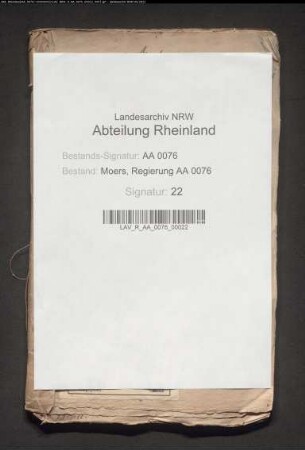 Landesarchiv NRW
Abteilung Rheinland
Bestands-Signatur: AA 0076
Bestand: Moers, Regierung AA 0076
Signatur: 22
LAV_R_AA_0076_00022